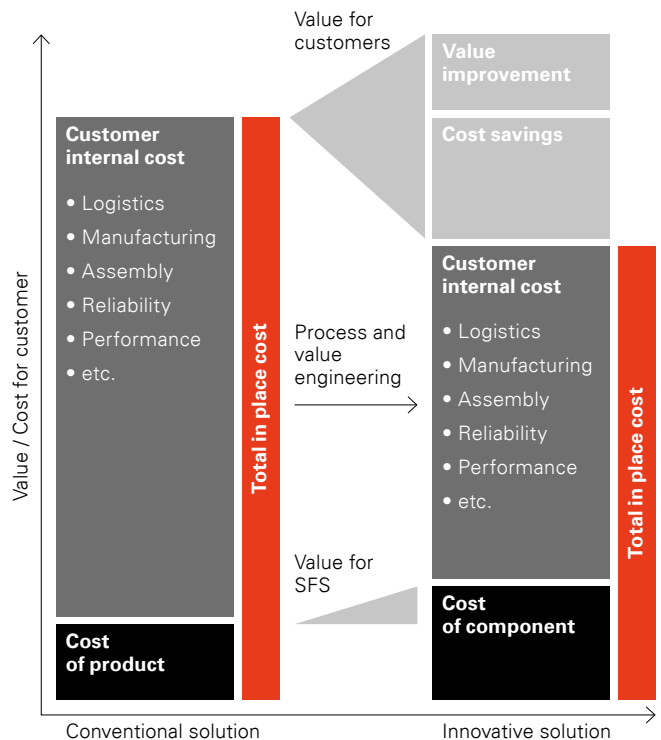 Value / Cost for customer
Customer
internal cost
• Logistics
• Manufacturing
• Assembly
• Reliability
• Performance
• etc.
Cost
of product
Total in place cost
Conventional solution
Value for
customers
Process and
value
engineering
Value for
SFS
Value
improvement
Cost savings
Customer
internal cost
• Logistics
• Manufacturing
• Assembly
• Reliability
• Performance
• etc.
Cost
of component
Total in place cost
Innovative solution